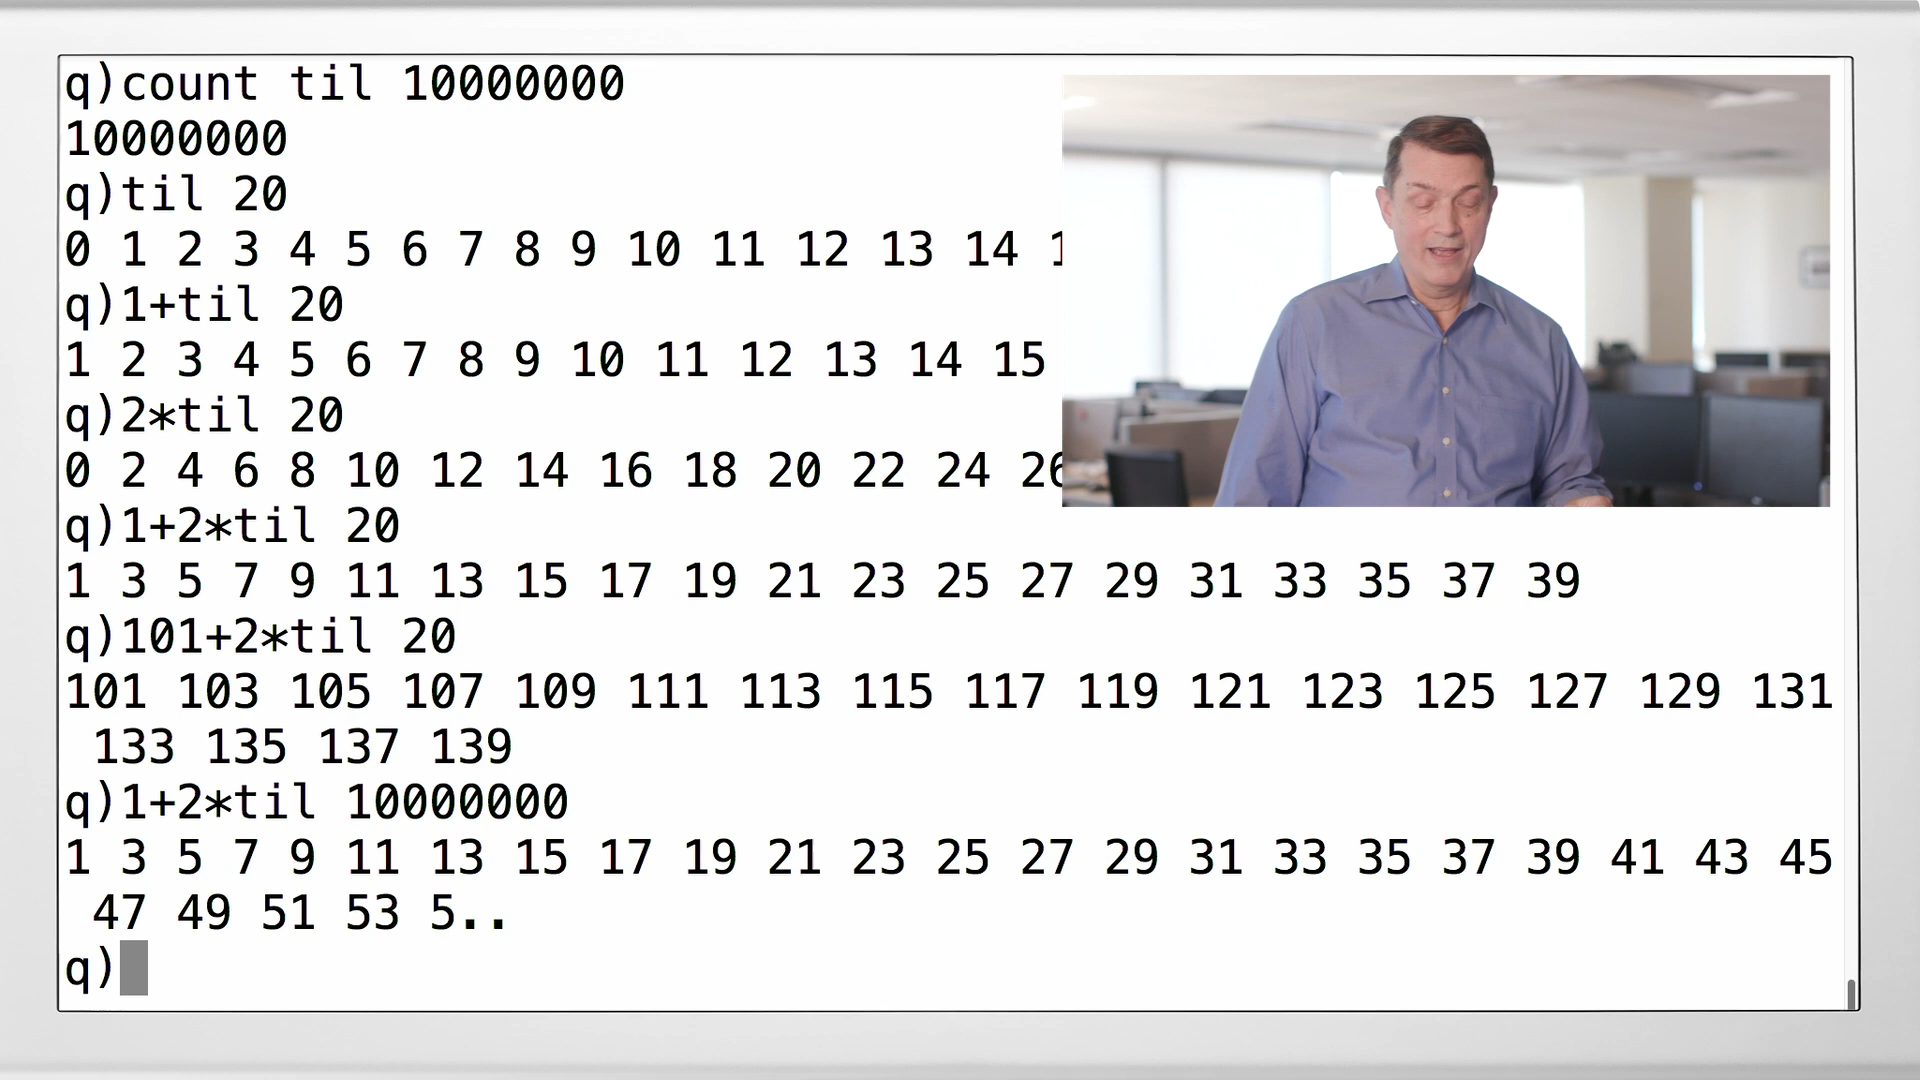 q)count til 10000000
10000000
q)til 20
0 1 2 3 4 5 6 7 8 9 10 11 12 13 14
q)1+til 20
1 2 3 4 5 6 7 8 9 10 11 12 13 14 15
q)2*til 20
0 2 4 6 8 10 12 14 16 18 20 22 24 26
q)1+2*til 20
1 3 5 7 9 11 13 15 17 19 21 23 25 27 29 31 33 35 37 39
q)101+2*til 20
101 103 105 107 109 111 113 115 117 119 121 123 125 127 129 131
133 135 137 139
q)1+2*til 10000000
1 3 5 7 9 11 13 15 17 19 21 23 25 27 29 31 33 35 37 39 41 43 45
47 49 51 53 5..
q)